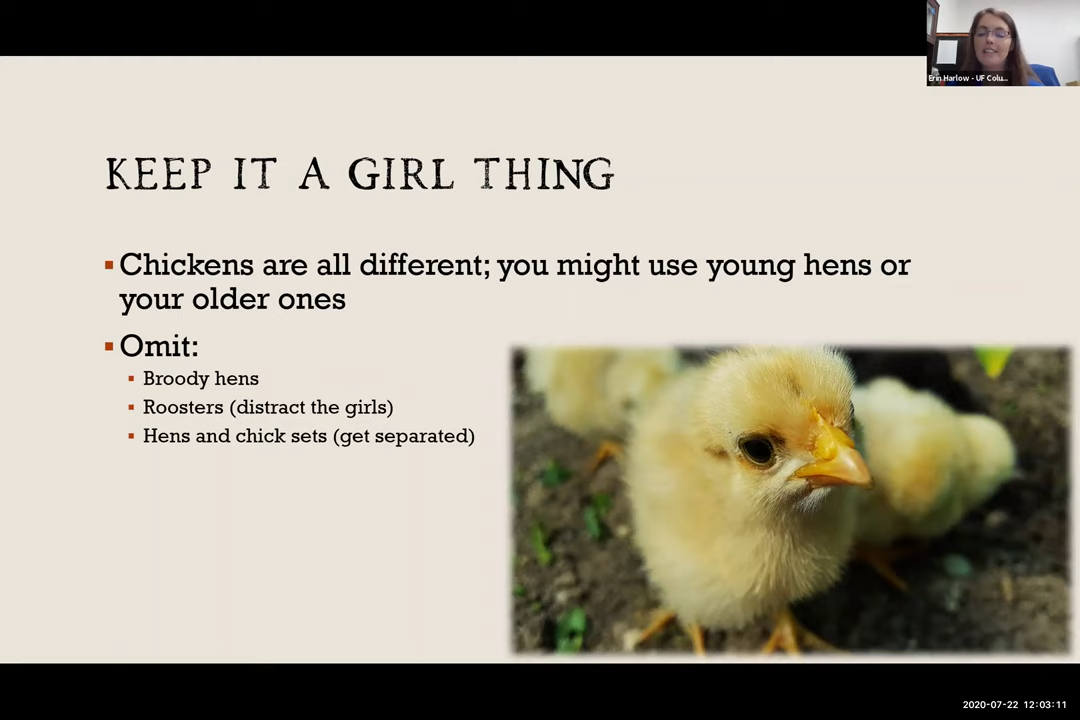 Erin Harlow - UF Colu...
KEEP IT A GIRL THING
Chickens are all different; you might use young hens or
your older ones
Omit:
Broody hens
Roosters (distract the girls)
Hens and chick sets (get separated)
2020-07-22 12:03:11